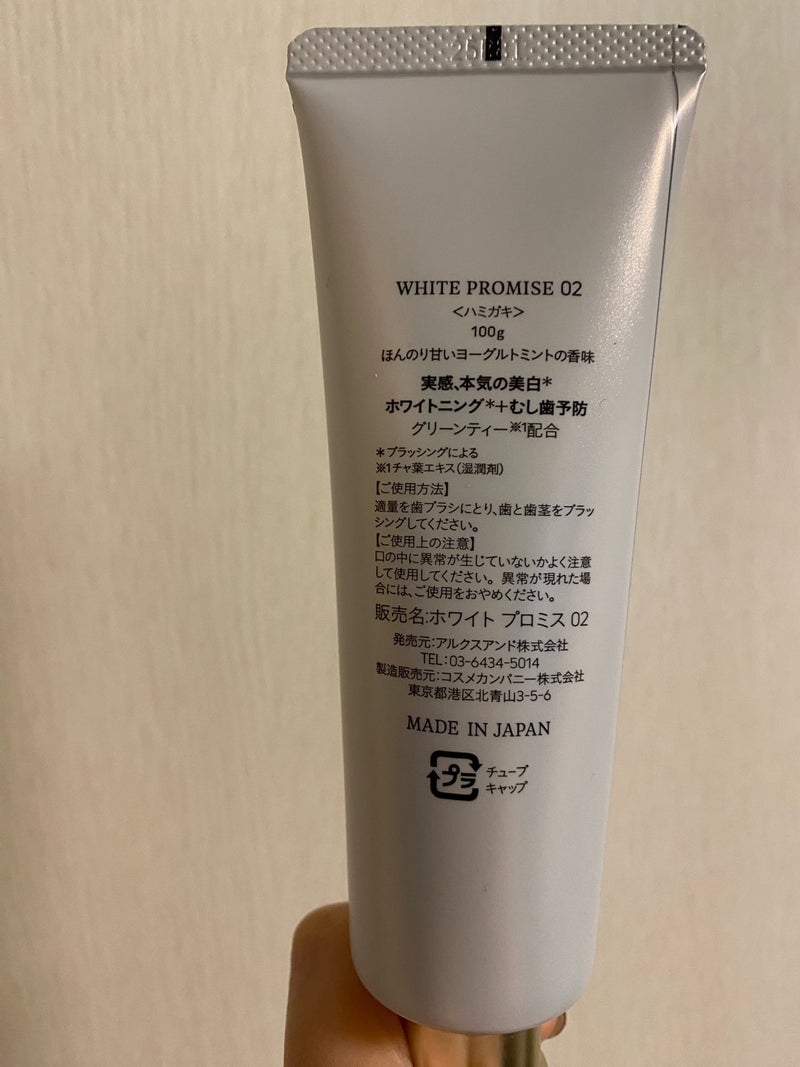 WHITE PROMISE 02
＜ハミガキ＞
100g
ほんのり甘いヨーグルトミントの香味
実感、本気の美白＊
ホワイトニング＊＋むし歯予防
グリーンティー※1配合
＊ブラッシングによる
※1チャ葉エキス（湿潤剤）
【ご使用方法】
適量を歯ブラシにとり、歯と歯茎をブラッ
シングしてください。
【ご使用上の注意】
口の中に異常が生じていないかよく注意
して使用してください。異常が現れた場
合には、ご使用をおやめください。
販売名:ホワイト プロミス 02
発売元:アルクスアンド株式会社
TEL:03-6434-5014
製造販売元:コスメカンパニー株式会社
東京都港区北青山3-5-6
MADE IN JAPAN
プラ
チューブ
キャップ